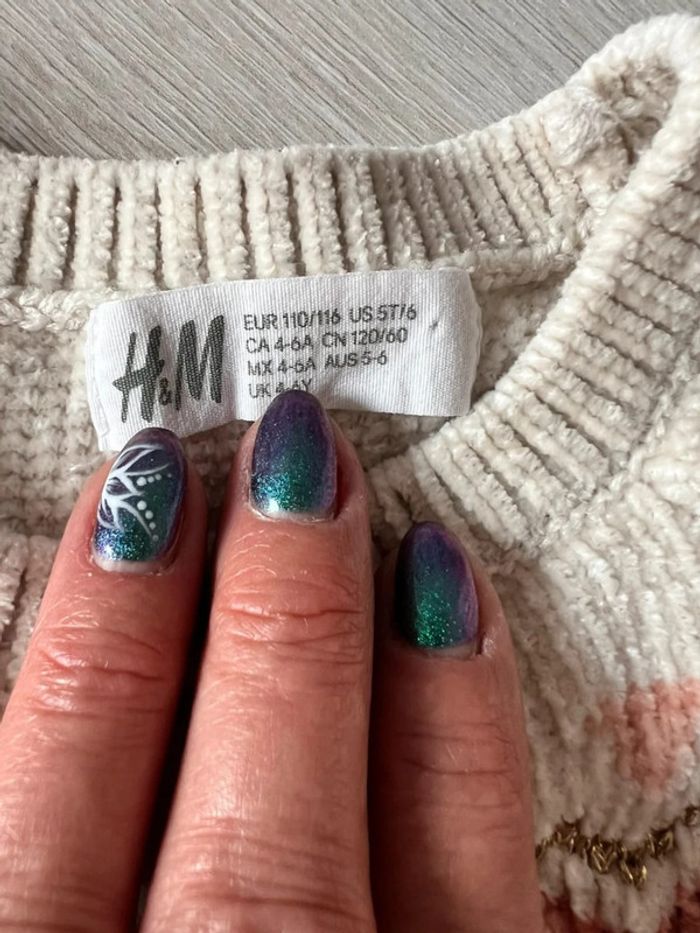 H&M
EUR 110/116 US 5T/6
CA 4-6A CN 120/60
MX 4-6A AUS 5-6
UK 4-6Y